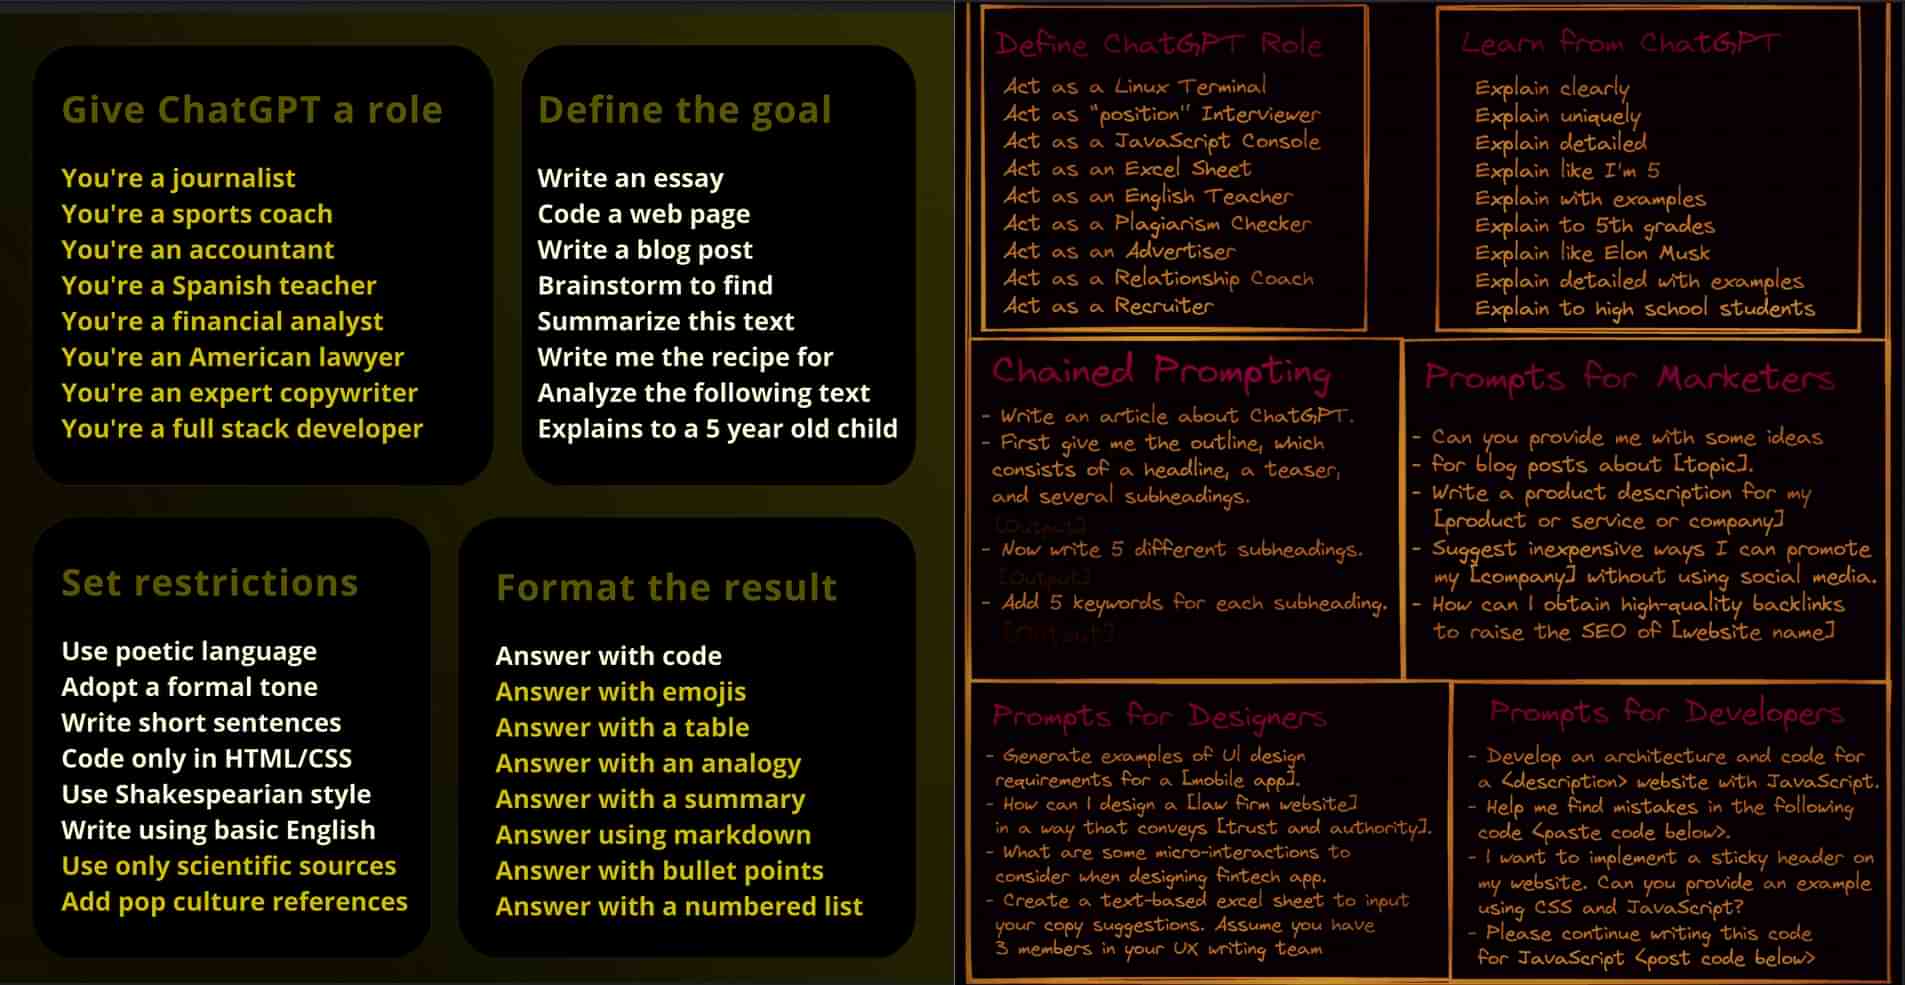 Give ChatGPT a role
You're a journalist
You're a sports coach
You're an accountant
You're a Spanish teacher
You're a financial analyst
You're an American lawyer
You're an expert copywriter
You're a full stack developer
Define the goal
Write an essay
Code a web page
Write a blog post
Brainstorm to find
Summarize this text
Write me the recipe for
Analyze the following text
Explains to a 5 year old child
Set restrictions
Use poetic language
Adopt a formal tone
Write short sentences
Code only in HTML/CSS
Use Shakespearian style
Write using basic English
Use only scientific sources
Add pop culture references
Format the result
Answer with code
Answer with emojis
Answer with a table
Answer with an analogy
Answer with a summary
Answer using markdown
Answer with bullet points
Answer with a numbered list
Define ChatGPT Role
Act as a Linux Terminal
Act as "position" Interviewer
Act as a JavaScript Console
Act as an Excel Sheet
Act as an English Teacher
Act as a Plagiarism Checker
Act as an Advertiser
Act as a Relationship Coach
Act as a Recruiter
Learn from ChatGPT
Explain clearly
Explain uniquely
Explain detailed
Explain like I'm 5
Explain with examples
Explain to 5th grades
Explain like Elon Musk
Explain detailed with examples
Explain to high school students
Chained Prompting
- Write an article about ChatGPT.
- First give me the outline, which
consists of a headline, a teaser,
and several subheadings.
[Output]
- Now write 5 different subheadings.
[Output]
- Add 5 keywords for each subheading.
[Output]
Prompts for Marketers
- Can you provide me with some ideas
- for blog posts about [topic].
- Write a product description for my
[product or service or company]
- Suggest inexpensive ways I can promote
my [company] without using social media.
- How can I obtain high-quality backlinks
to raise the SEO of [website name]
Prompts for Designers
- Generate examples of UI design
requirements for a [mobile app].
- How can I design a [law firm website]
in a way that conveys [trust and authority].
- What are some micro-interactions to
consider when designing fintech app.
- Create a text-based excel sheet to input
your copy suggestions. Assume you have
3 members in your UX writing team
Prompts for Developers
- Develop an architecture and code for
a <description> website with JavaScript.
- Help me find mistakes in the following
code <paste code below>.
- I want to implement a sticky header on
my website. Can you provide an example
using CSS and JavaScript?
- Please continue writing this code
for JavaScript <post code below>